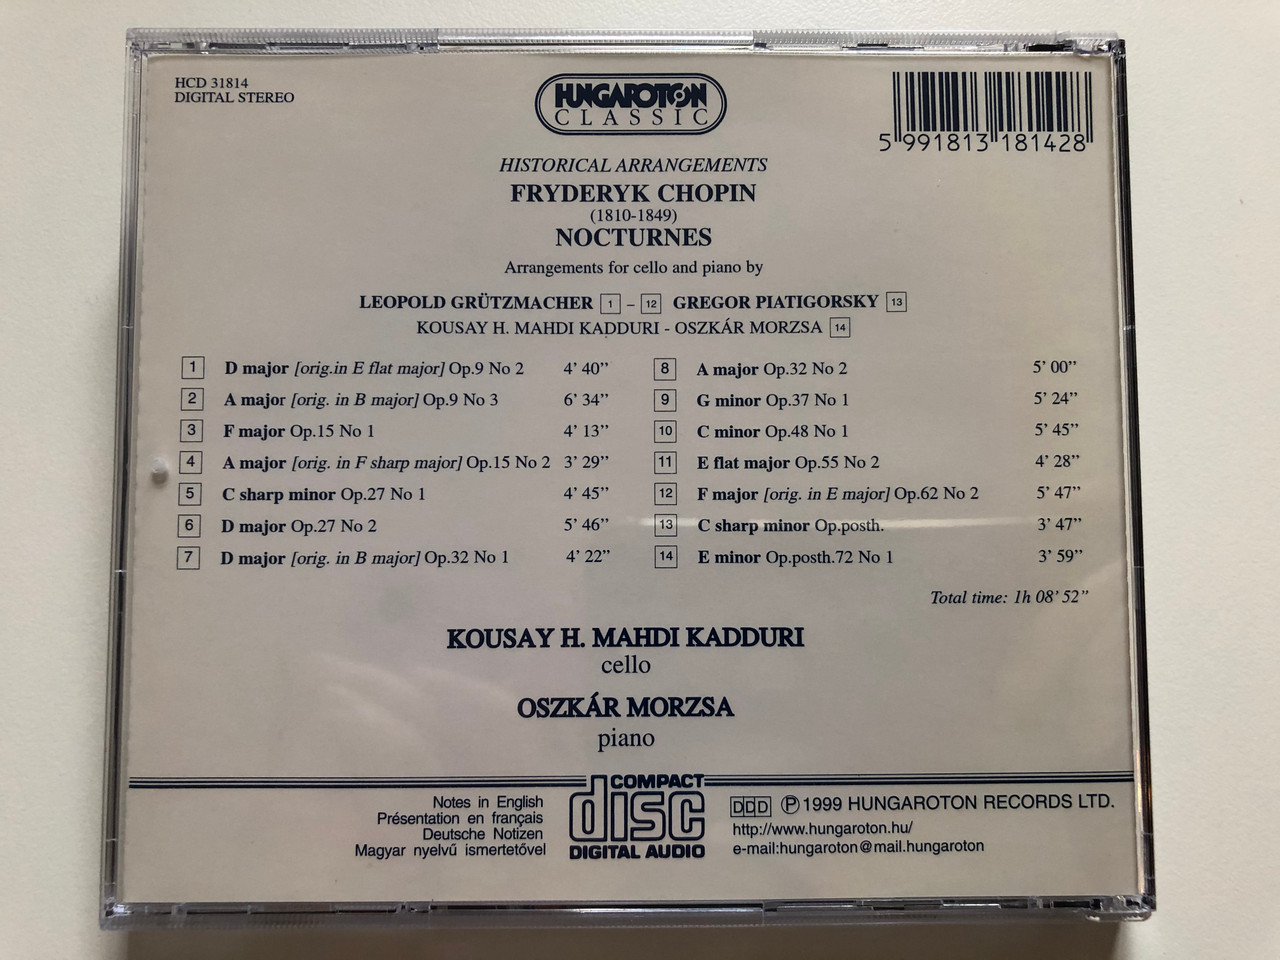 HCD 31814
DIGITAL STEREO
HUNGAROTON
CLASSIC
5 991813 181428
HISTORICAL ARRANGEMENTS
FRYDERYK CHOPIN
(1810-1849)
NOCTURNES
Arrangements for cello and piano by
LEOPOLD GRÜTZMACHER 1 – 12 GREGOR PIATIGORSKY 13
KOUSAY H. MAHDI KADDURI - OSZKÁR MORZSA 14
1 D major [orig.in E flat major] Op.9 No 2 4’ 40”
2 A major [orig. in B major] Op.9 No 3 6’ 34”
3 F major Op.15 No 1 4’ 13”
4 A major [orig. in F sharp major] Op.15 No 2 3’ 29”
5 C sharp minor Op.27 No 1 4’ 45”
6 D major Op.27 No 2 5’ 46”
7 D major [orig. in B major] Op.32 No 1 4’ 22”
8 A major Op.32 No 2 5’ 00”
9 G minor Op.37 No 1 5’ 24”
10 C minor Op.48 No 1 5’ 45”
11 E flat major Op.55 No 2 4’ 28”
12 F major [orig. in E major] Op.62 No 2 5’ 47”
13 C sharp minor Op.posth. 3’ 47”
14 E minor Op.posth.72 No 1 3’ 59”
Total time: 1h 08’ 52”
KOUSAY H. MAHDI KADDURI
cello
OSZKÁR MORZSA
piano
Notes in English
Présentation en français
Deutsche Notizen
Magyar nyelvű ismertetővel
COMPACT
disc
DIGITAL AUDIO
DDD ℗ 1999 HUNGAROTON RECORDS LTD.
http://www.hungaroton.hu/
e-mail:hungaroton@mail.hungaroton